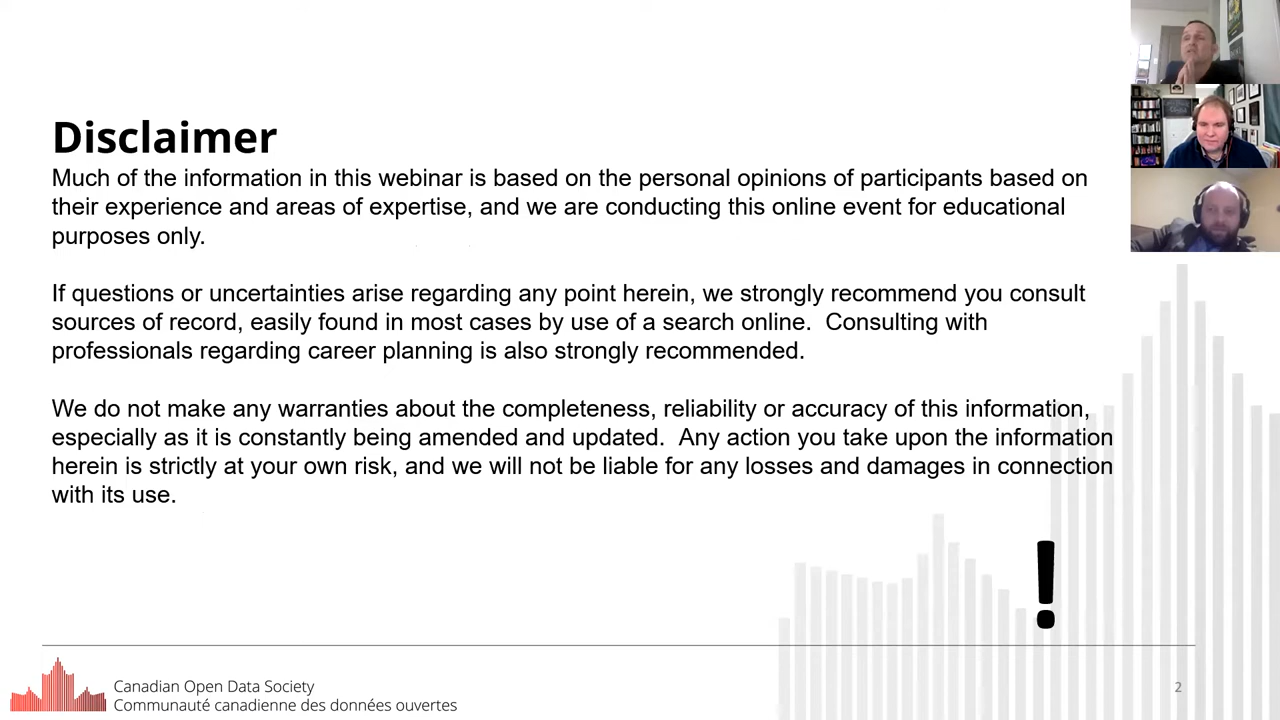 Disclaimer
Much of the information in this webinar is based on the personal opinions of participants based on
their experience and areas of expertise, and we are conducting this online event for educational
purposes only.
If questions or uncertainties arise regarding any point herein, we strongly recommend you consult
sources of record, easily found in most cases by use of a search online.  Consulting with
professionals regarding career planning is also strongly recommended.
We do not make any warranties about the completeness, reliability or accuracy of this information,
especially as it is constantly being amended and updated.  Any action you take upon the information
herein is strictly at your own risk, and we will not be liable for any losses and damages in connection
with its use.
!
Canadian Open Data Society
Communauté canadienne des données ouvertes
2